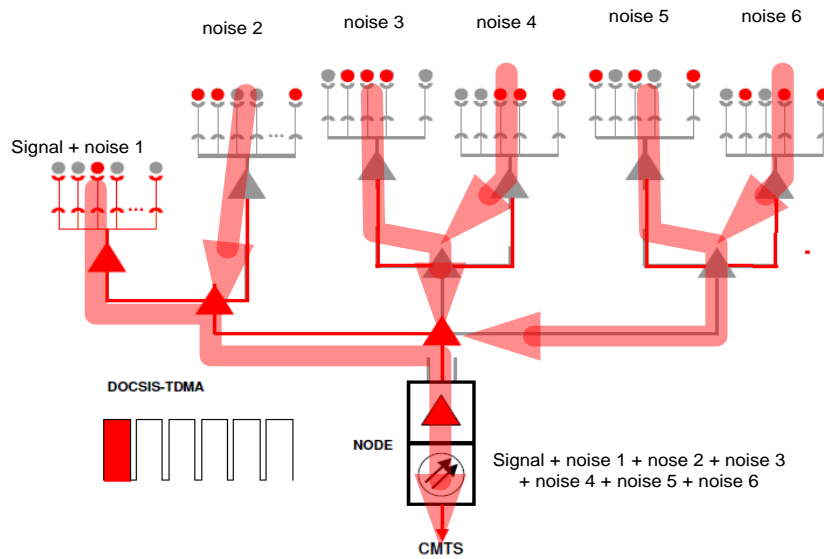 noise 2
noise 3
noise 4
noise 5
noise 6
Signal + noise 1
DOCSIS-TDMA
NODE
Signal + noise 1 + nose 2 + noise 3
+ noise 4 + noise 5 + noise 6
CMTS